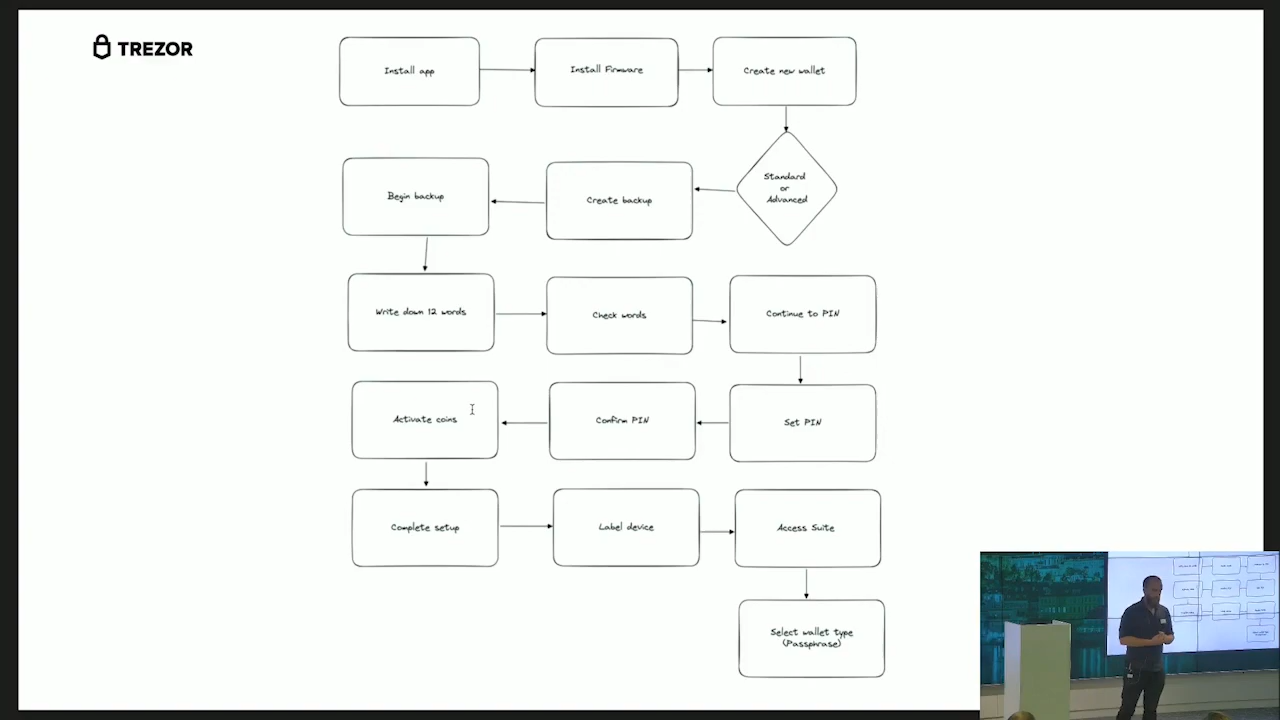 TREZOR
Install app
Install Firmware
Create new wallet
Standard
or
Advanced
Create backup
Begin backup
Write down 12 words
Check words
Continue to PIN
Set PIN
Confirm PIN
Activate coins
Complete setup
Label device
Access Suite
Select wallet type
(Passphrase)